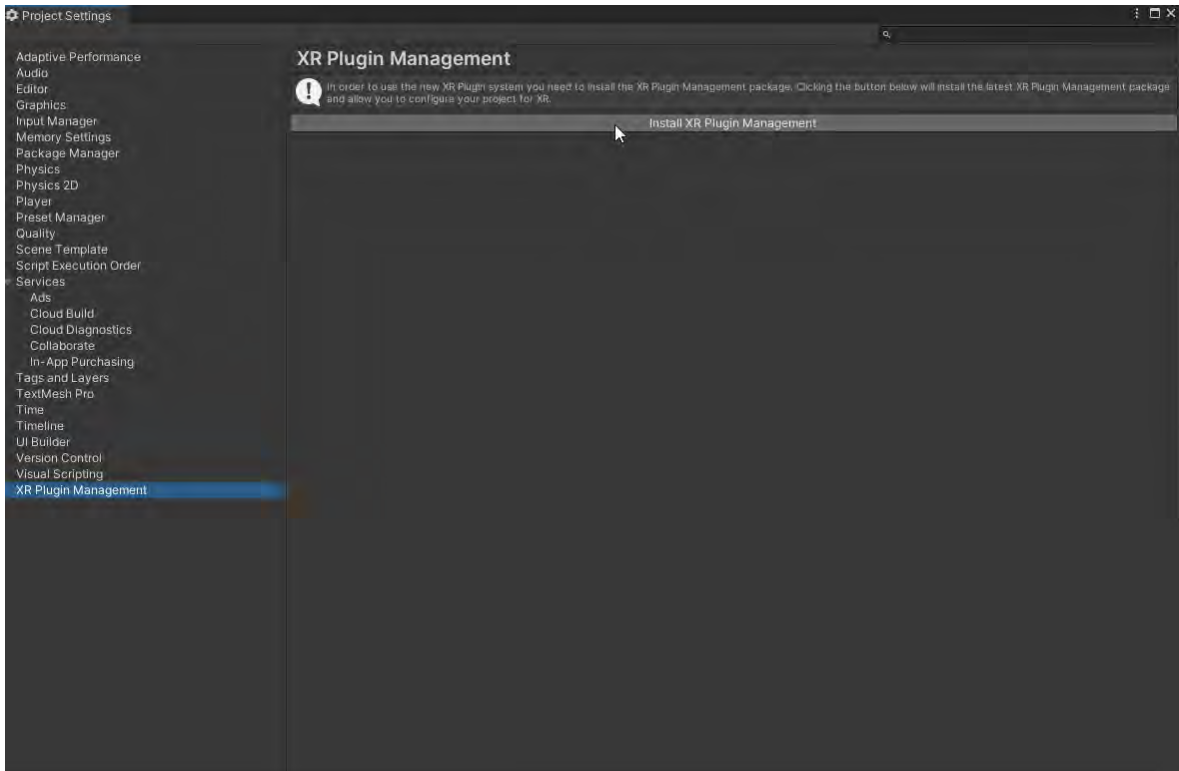 Project Settings
Adaptive Performance
Audio
Editor
Graphics
Input Manager
Memory Settings
Package Manager
Physics
Physics 2D
Player
Preset Manager
Quality
Scene Template
Script Execution Order
Services
Ads
Cloud Build
Cloud Diagnostics
Collaborate
In-App Purchasing
Tags and Layers
TextMesh Pro
Time
Timeline
UI Builder
Version Control
Visual Scripting
XR Plugin Management
XR Plugin Management
In order to use the new XR Plugin system you need to install the XR Plugin Management package. Clicking the button below will install the latest XR Plugin Management package
and allow you to configure your project for XR.
Install XR Plugin Management